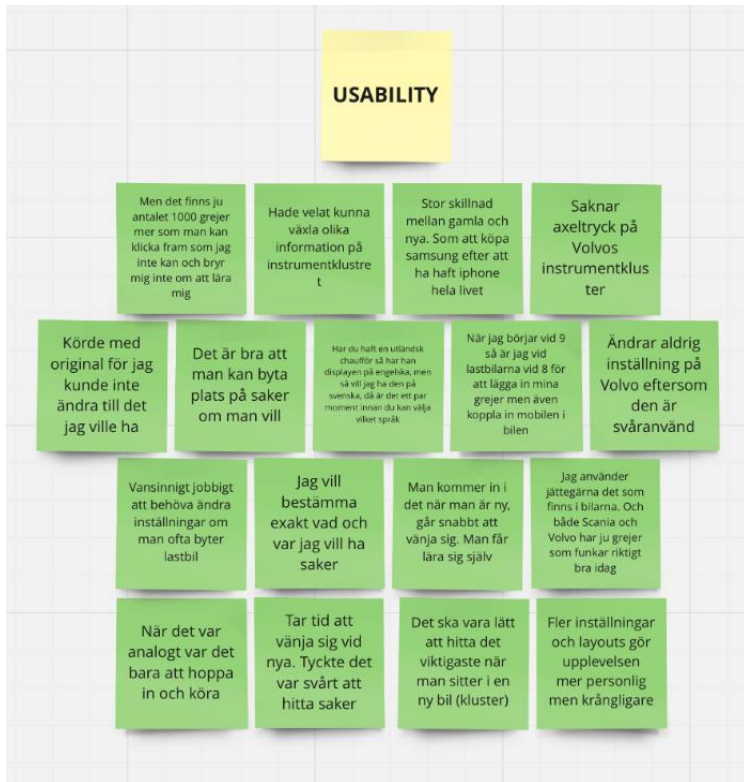 USABILITY
Men det finns ju
antalet 1000 grejer
mer som man kan
klicka fram som jag
inte kan och bryr
mig inte om att lära
mig
Hade velat kunna
växla olika
information på
instrumentklustre
t
Stor skillnad
mellan gamla och
nya. Som att köpa
samsung efter att
ha haft iphone
hela livet
Saknar
axeltryck på
Volvos
instrumentklus
ter
Körde med
original för jag
kunde inte
ändra till det
jag ville ha
Det är bra att
man kan byta
plats på saker
om man vill
Har du haft en utländsk
chaufför så har han
displayen på engelska, men
så vill jag ha den på
svenska, då är det ett par
moment innan du kan välja
vilket språk
När jag börjar vid 9
så är jag vid
lastbilarna vid 8 för
att lägga in mina
grejer men även
koppla in mobilen i
bilen
Ändrar aldrig
inställning på
Volvo eftersom
den är
svåranvänd
Vansinnigt jobbigt
att behöva ändra
inställningar om
man ofta byter
lastbil
Jag vill
bestämma
exakt vad och
var jag vill ha
saker
Man kommer in i
det när man är ny,
går snabbt att
vänja sig. Man får
lära sig själv
Jag använder
jättegärna det som
finns i bilarna. Och
både Scania och
Volvo har ju grejer
som funkar riktigt
bra idag
När det var
analogt var det
bara att hoppa
in och köra
Tar tid att
vänja sig vid
nya. Tyckte det
var svårt att
hitta saker
Det ska vara lätt
att hitta det
viktigaste när
man sitter i en
ny bil (kluster)
Fler inställningar
och layouts gör
upplevelsen
mer personlig
men krångligare